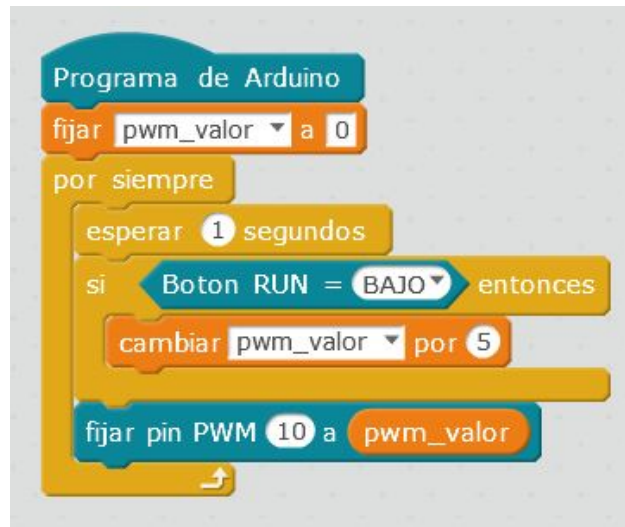 Programa de Arduino
fijar pwm_valor a 0
por siempre
esperar 1 segundos
si Boton RUN = BAJO entonces
cambiar pwm_valor por 5
fijar pin PWM 10 a pwm_valor